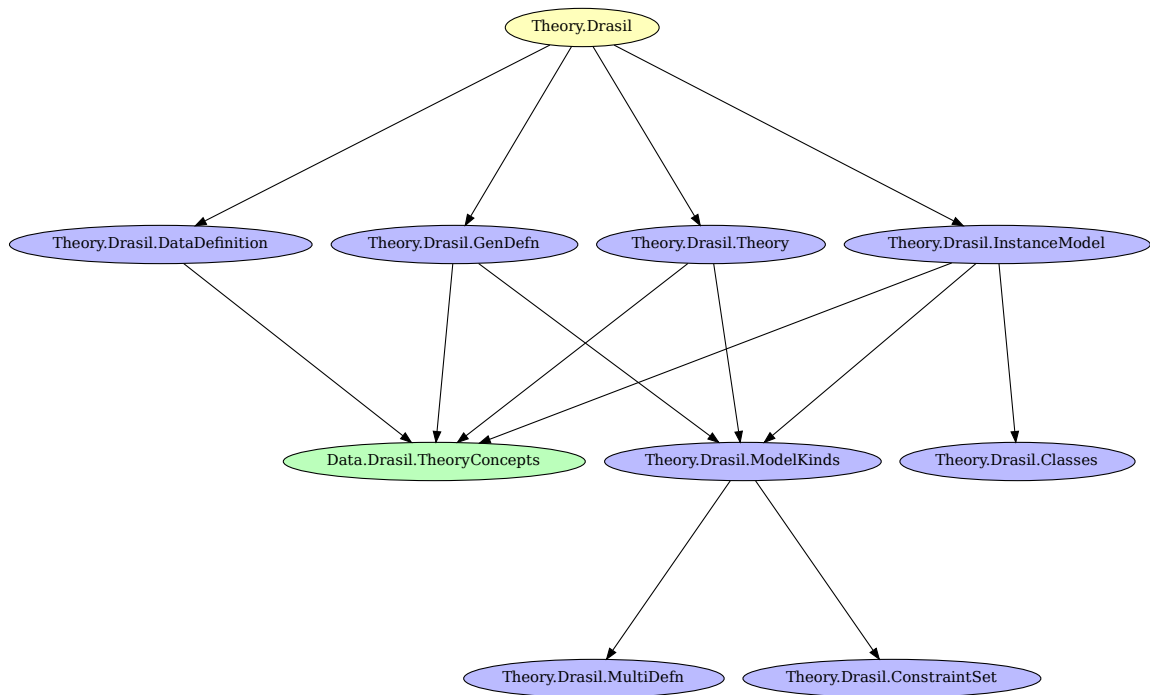 Theory.Drasil
Theory.Drasil.DataDefinition
Theory.Drasil.GenDefn
Theory.Drasil.Theory
Theory.Drasil.InstanceModel
Data.Drasil.TheoryConcepts
Theory.Drasil.ModelKinds
Theory.Drasil.Classes
Theory.Drasil.MultiDefn
Theory.Drasil.ConstraintSet